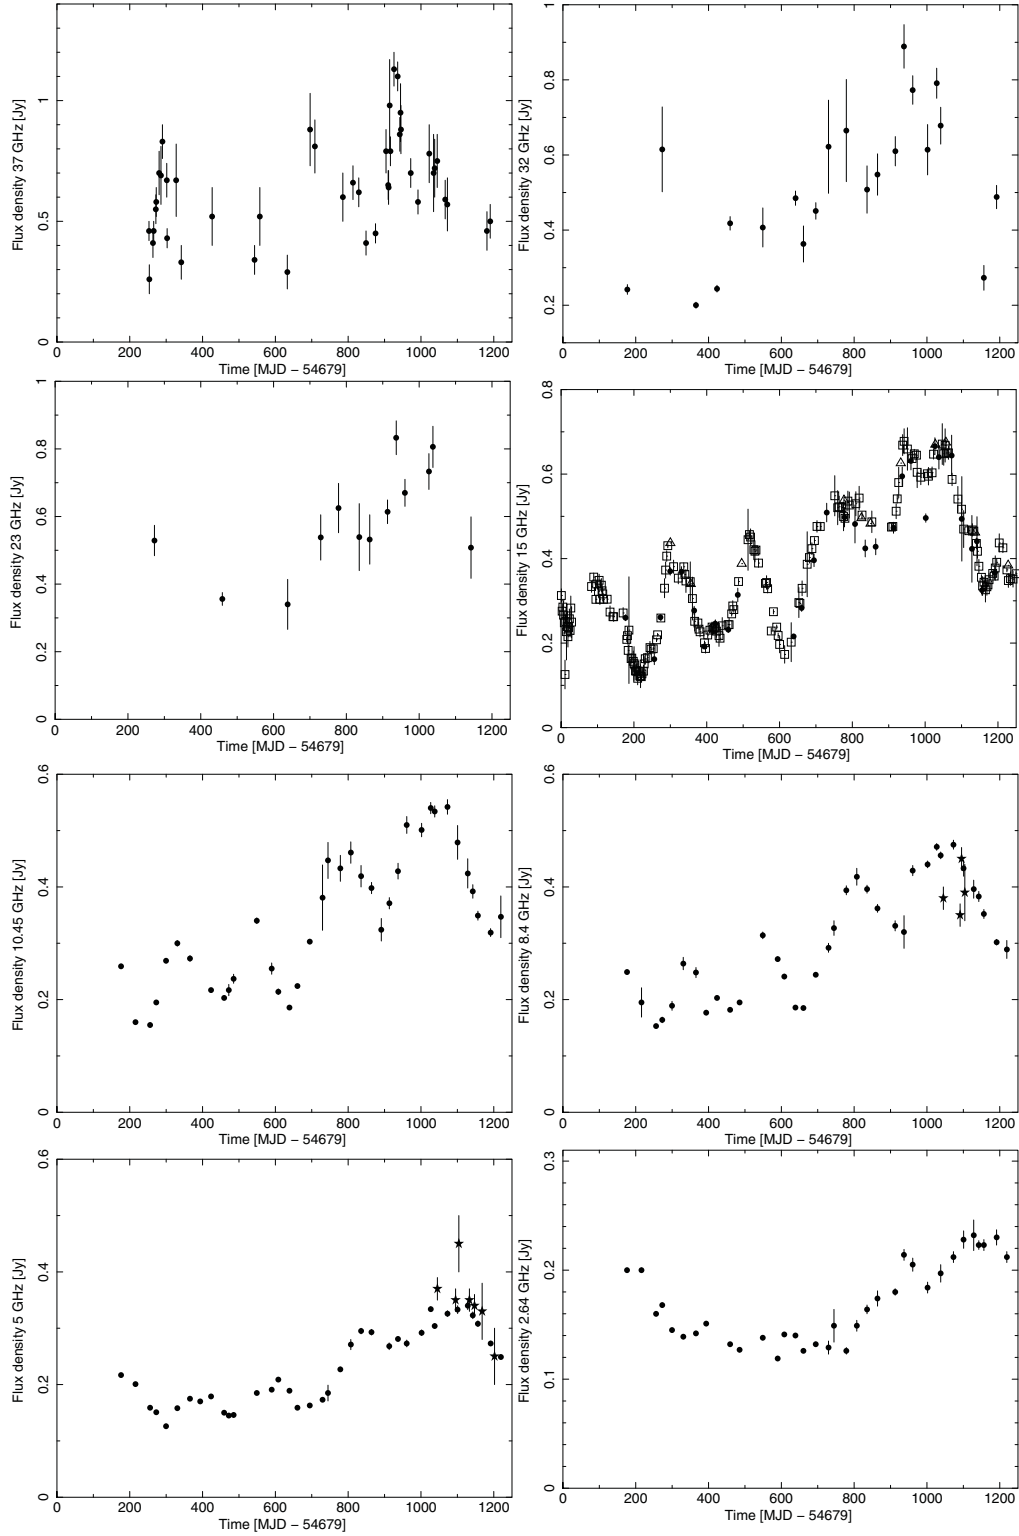 Flux density 37 GHz [Jy]
0 0.5 1
0 200 400 600 800 1000 1200
Time [MJD − 54679]
Flux density 32 GHz [Jy]
0.2 0.4 0.6 0.8 1
0 200 400 600 800 1000 1200
Time [MJD − 54679]
Flux density 23 GHz [Jy]
0 0.2 0.4 0.6 0.8 1
0 200 400 600 800 1000 1200
Time [MJD − 54679]
Flux density 15 GHz [Jy]
0 0.2 0.4 0.6 0.8
0 200 400 600 800 1000 1200
Time [MJD − 54679]
Flux density 10.45 GHz [Jy]
0 0.2 0.4 0.6
0 200 400 600 800 1000 1200
Time [MJD − 54679]
Flux density 8.4 GHz [Jy]
0 0.2 0.4 0.6
0 200 400 600 800 1000 1200
Time [MJD − 54679]
Flux density 5 GHz [Jy]
0 0.2 0.4 0.6
0 200 400 600 800 1000 1200
Time [MJD − 54679]
Flux density 2.64 GHz [Jy]
0 0.1 0.2 0.3
0 200 400 600 800 1000 1200
Time [MJD − 54679]